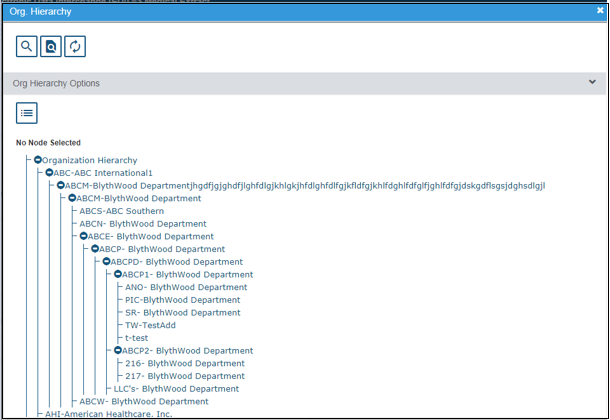 Org. Hierarchy
Org Hierarchy Options
No Node Selected
Organization Hierarchy
ABC-ABC International1
ABCM-BlythWood Departmentjhgdfjgjghdfjlghfdlgjkhlgkjhfdlghfdlfgjkfldfgjkhlfdghlfdfglfjghlfdfgjdskgdflsgsjdghsdlgjl
ABCM-BlythWood Department
ABCS-ABC Southern
ABCN- BlythWood Department
ABCE- BlythWood Department
ABCP- BlythWood Department
ABCPD- BlythWood Department
ABCP1- BlythWood Department
ANO- BlythWood Department
PIC-BlythWood Department
SR- BlythWood Department
TW-TestAdd
t-test
ABCP2- BlythWood Department
216- BlythWood Department
217- BlythWood Department
LLC's- BlythWood Department
ABCW- BlythWood Department
AHI-American Healthcare. Inc.